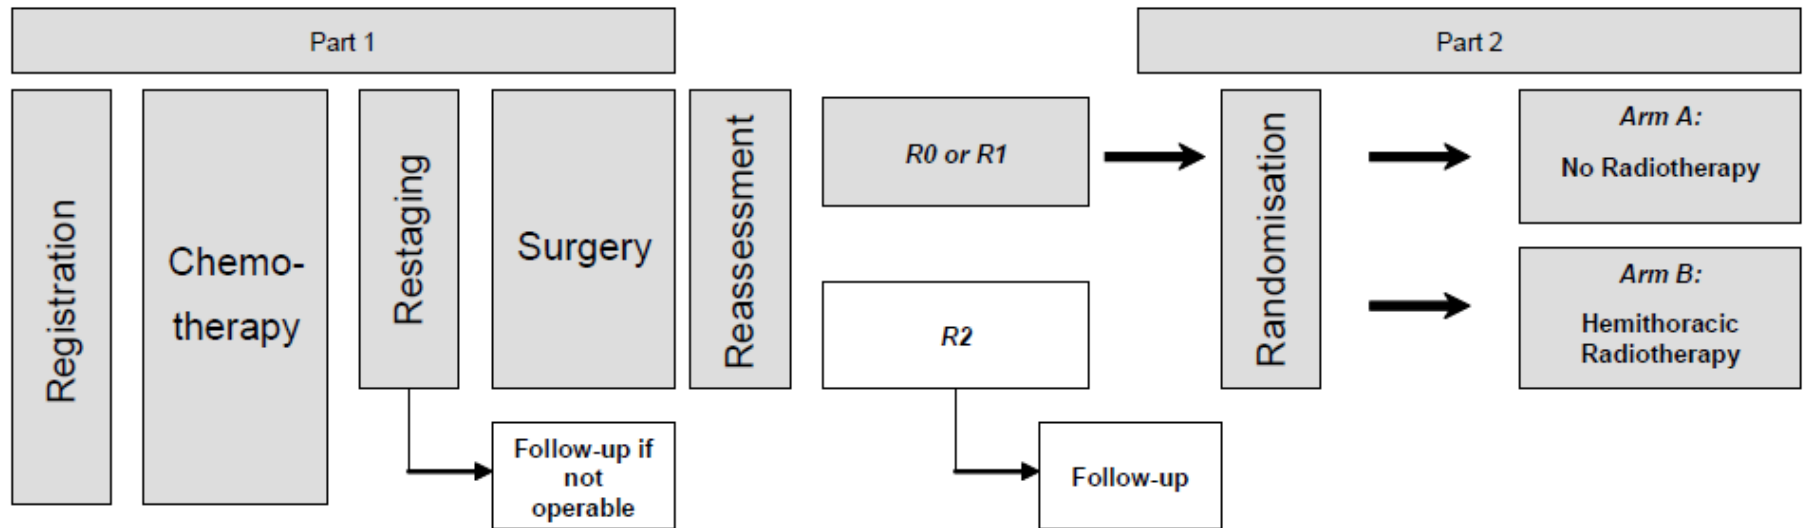 Part 1
Part 2
Registration
Chemo-
therapy
Restaging
Surgery
Reassessment
R0 or R1
R2
Randomisation
Arm A:
No Radiotherapy
Arm B:
Hemithoracic
Radiotherapy
Follow-up if
not
operable
Follow-up